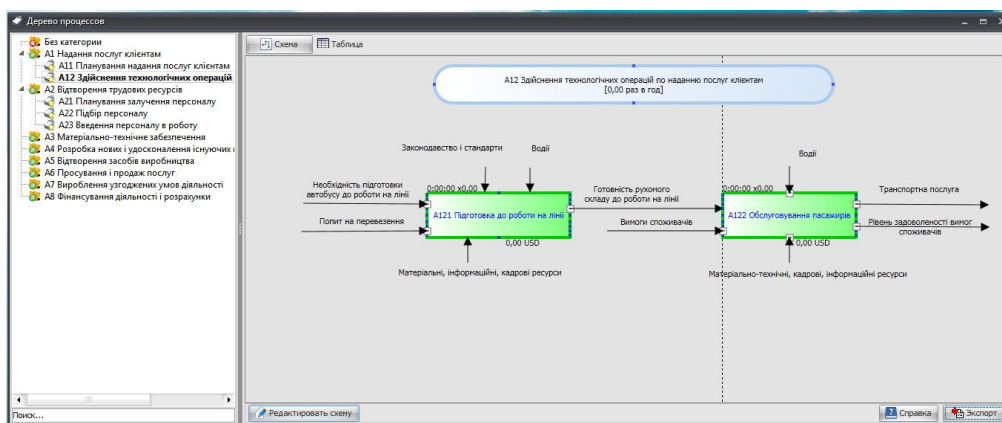 Дерево процессов
Без категории
А1 Надання послуг клієнтам
А11 Планування надання послуг клієнтам
А12 Здійснення технологічних операцій
А2 Відтворення трудових ресурсів
А21 Планування залучення персоналу
А22 Підбір персоналу
А23 Введення персоналу в роботу
А3 Матеріально-технічне забезпечення
А4 Розробка нових і удосконалення існуючих
А5 Відтворення засобів виробництва
А6 Просування і продаж послуг
А7 Вироблення узгоджених умов діяльності
А8 Фінансування діяльності і розрахунки
Поиск...
Схема
Таблица
А12 Здійснення технологічних операцій по наданню послуг клієнтам
[0,00 раз в год]
Законодавство і стандарти
Водії
Водії
Необхідність підготовки
автобусу до роботи на лінії
Попит на перевезення
0:00:00 x0,00
А121 Підготовка до роботи на лінії
0,00 USD
Матеріальні, інформаційні, кадрові ресурси
Готовність рухомого
складу до роботи на лінії
Вимоги споживачів
0:00:00 x0,00
А122 Обслуговування пасажирів
0,00 USD
Матеріально-технічні, кадрові, інформаційні ресурси
Транспортна послуга
Рівень задоволеності вимог
споживачів
Редактировать схему
Справка
Экспорт